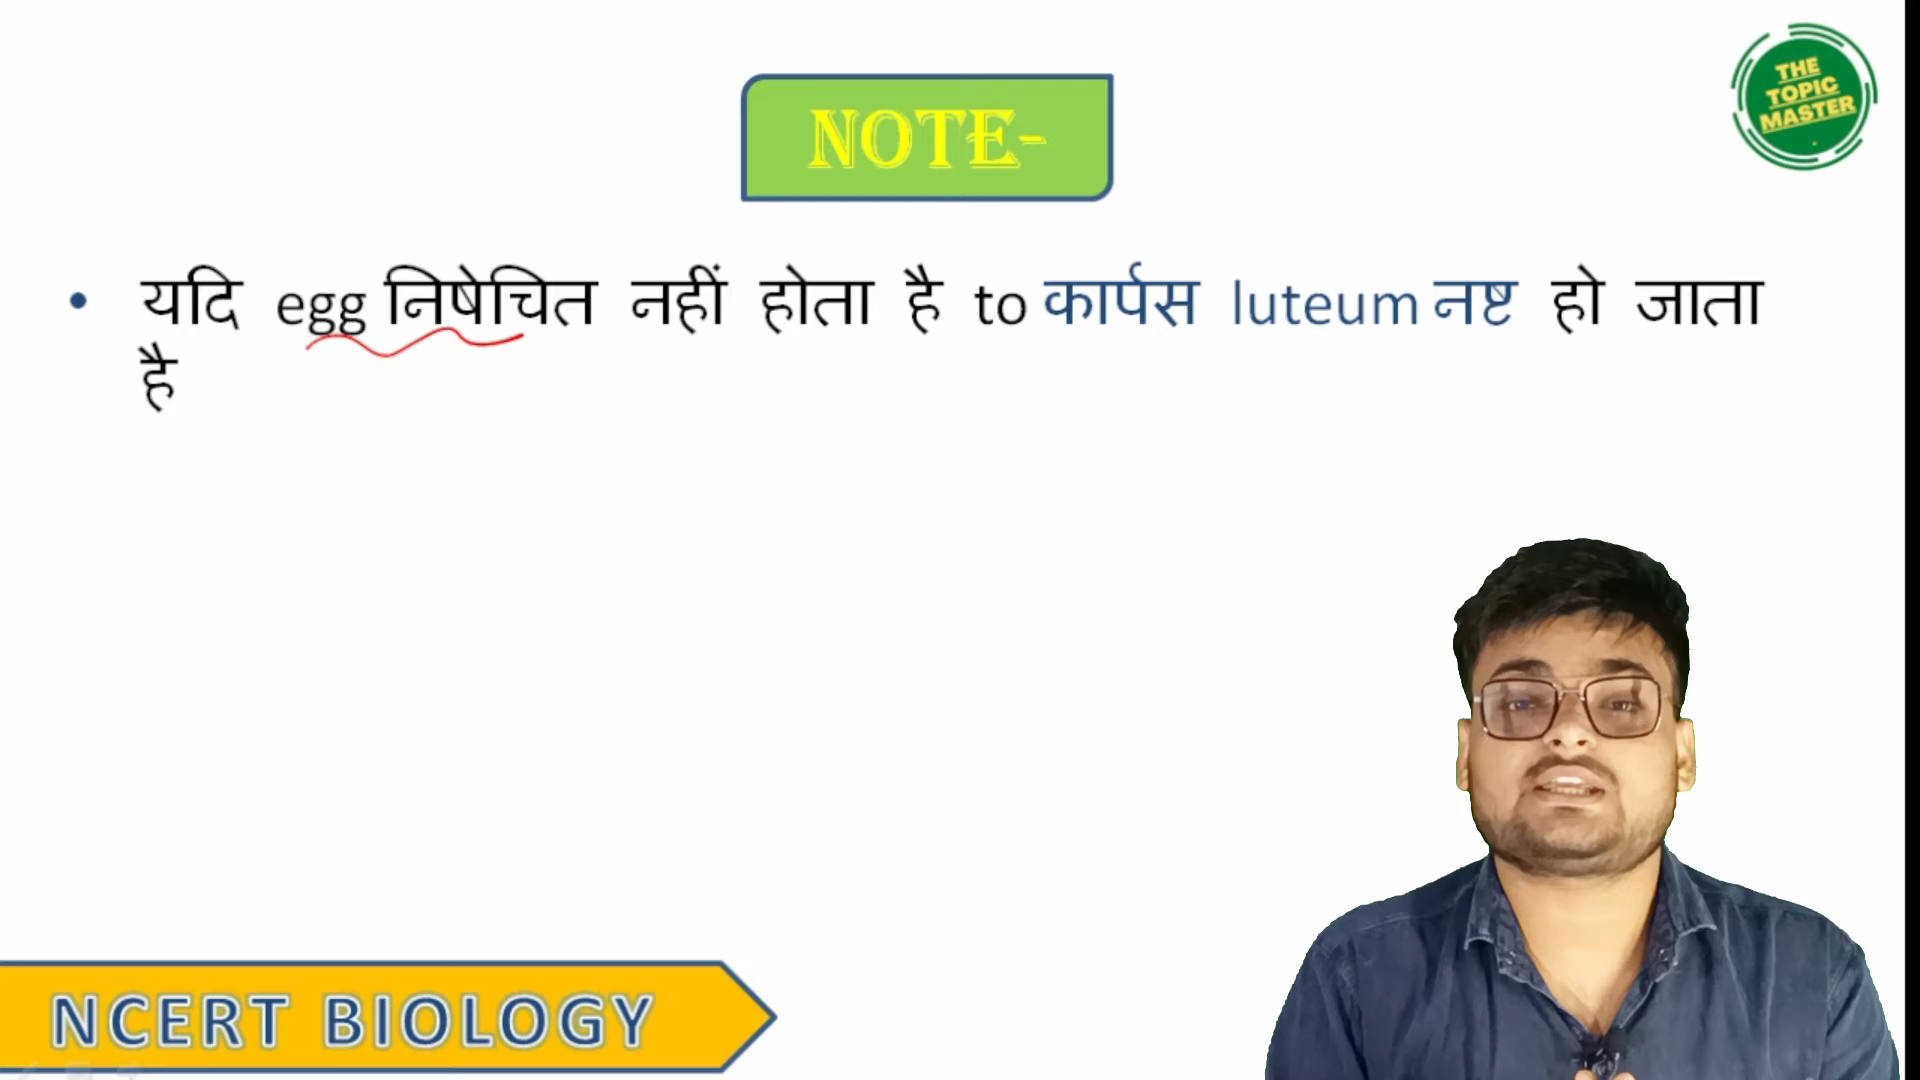 THE
TOPIC
MASTER
NOTE-
• यदि egg निषेचित नहीं होता है to कार्पस luteum नष्ट हो जाता
है
NCERT BIOLOGY